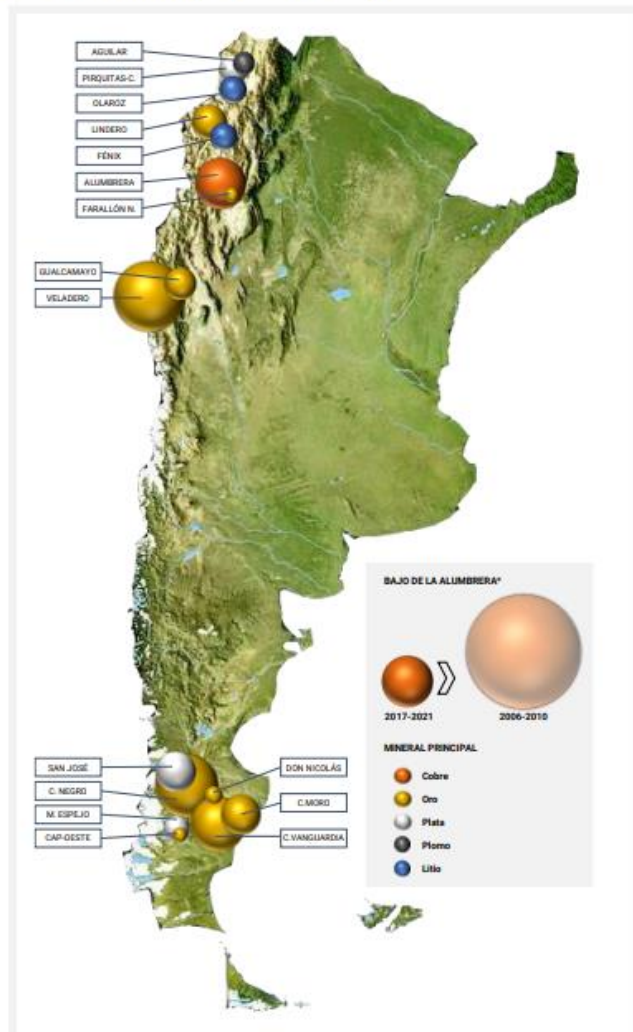 AGUILAR
PIRQUITAS-C.
OLAROZ
LINDERO
FÉNIX
ALUMBRERA
FARALLÓN N.
GUALCAMAYO
VELADERO
BAJO DE LA ALUMBRERA*
2017-2021
2006-2010
MINERAL PRINCIPAL
Cobre
Oro
Plata
Plomo
Litio
SAN JOSÉ
C. NEGRO
M. ESPEJO
CAP-OESTE
DON NICOLÁS
C.MORO
C.VANGUARDIA